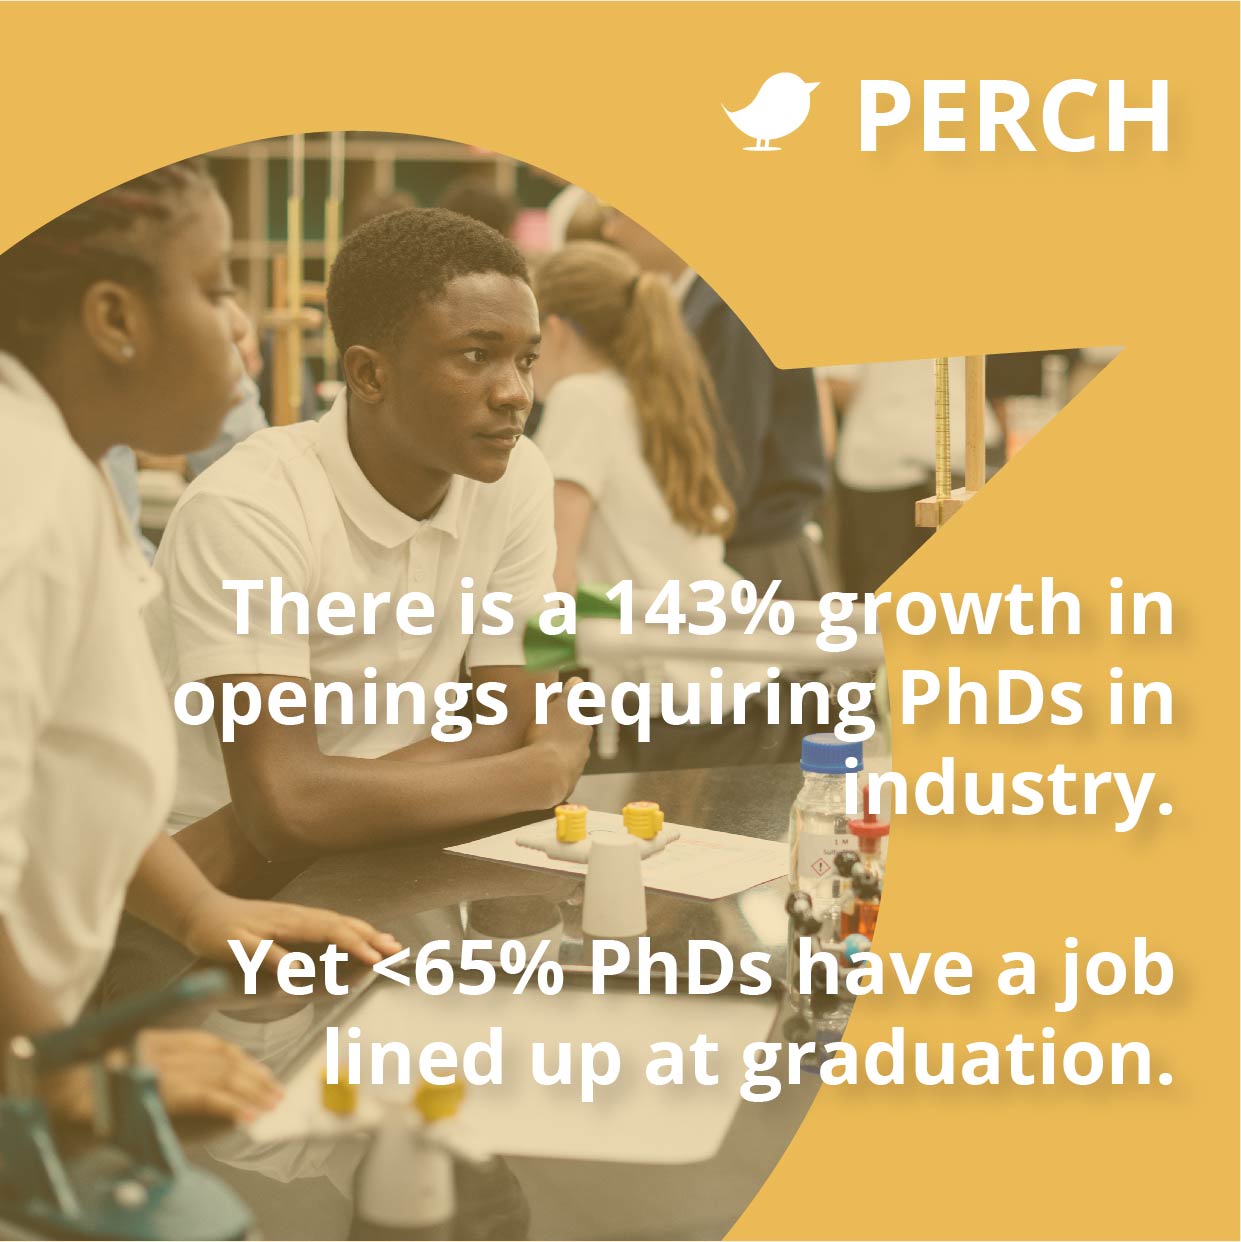 PERCH
There is a 143% growth in
openings requiring PhDs in
industry.
1 M
Yet <65% PhDs have a job
lined up at graduation.